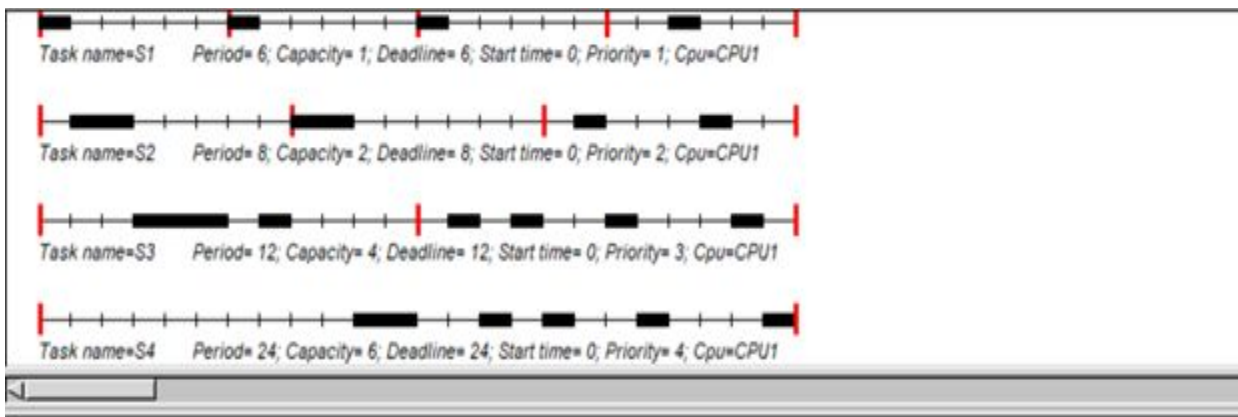 Task name=S1 Period= 6; Capacity= 1; Deadline= 6; Start time= 0; Priority= 1; Cpu=CPU1
Task name=S2 Period= 8; Capacity= 2; Deadline= 8; Start time= 0; Priority= 2; Cpu=CPU1
Task name=S3 Period= 12; Capacity= 4; Deadline= 12; Start time= 0; Priority= 3; Cpu=CPU1
Task name=S4 Period= 24; Capacity= 6; Deadline= 24; Start time= 0; Priority= 4; Cpu=CPU1